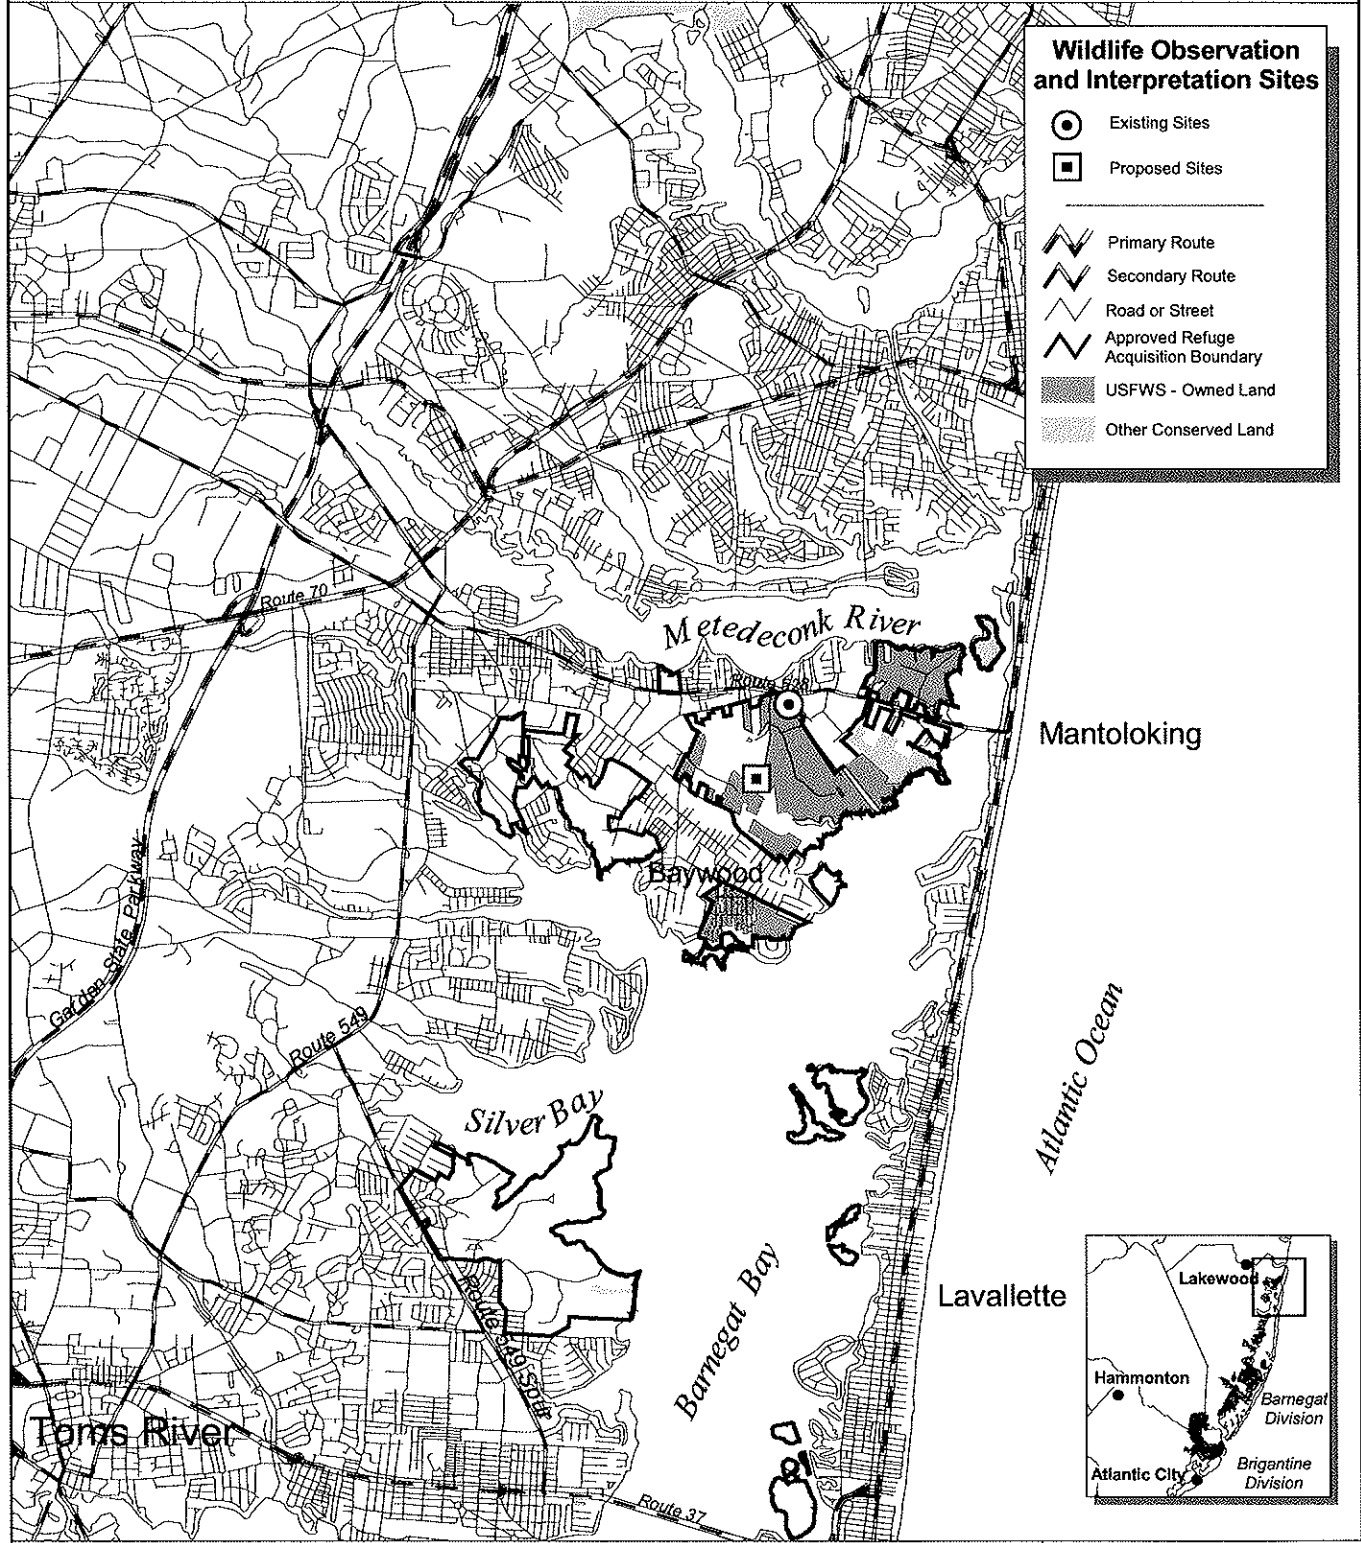 Wildlife Observation
and Interpretation Sites
Existing Sites
Proposed Sites
Primary Route
Secondary Route
Road or Street
Approved Refuge
Acquisition Boundary
USFWS - Owned Land
Other Conserved Land
Route 70
Metedeconk River
Route 528
Mantoloking
Baywood
Garden State Parkway
Route 549
Silver Bay
Atlantic Ocean
Barnegat Bay
Lavallette
Route 549 Sout
Toms River
Route 37
Lakewood
Hammonton
Barnegat
Division
Atlantic City
Brigantine
Division